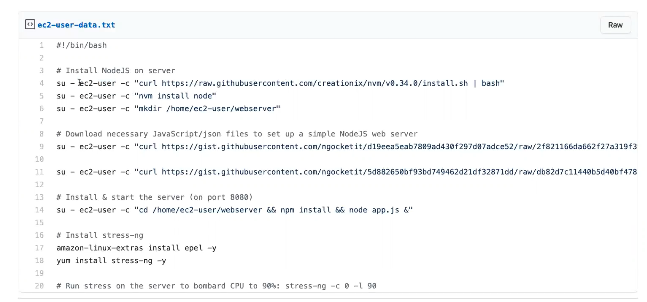 ec2-user-data.txt
Raw
1 #!/bin/bash
2
3 # Install NodeJS on server
4 su - ec2-user -c "curl https://raw.githubusercontent.com/creationix/nvm/v0.34.0/install.sh | bash"
5 su - ec2-user -c "nvm install node"
6 su - ec2-user -c "mkdir /home/ec2-user/webserver"
7
8 # Download necessary JavaScript/json files to set up a simple NodeJS web server
9 su - ec2-user -c "curl https://gist.githubusercontent.com/ngocketit/d19eea5eab7809ad430f297d07adce52/raw/2f821166da662f27a319f3
10
11 su - ec2-user -c "curl https://gist.githubusercontent.com/ngocketit/5d882650bf93bd749462d21df32871dd/raw/db82d7c11440b5d40bf478
12
13 # Install & start the server (on port 8080)
14 su - ec2-user -c "cd /home/ec2-user/webserver && npm install && node app.js &"
15
16 # Install stress-ng
17 amazon-linux-extras install epel -y
18 yum install stress-ng -y
19
20 # Run stress on the server to bombard CPU to 90%: stress-ng -c 0 -l 90